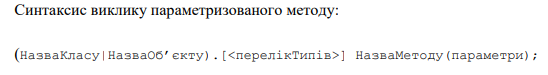 Синтаксис виклику параметризованого методу:
(НазваКласу|НазваОб’єкту).[<перелікТипів>] НазваМетоду(параметри);